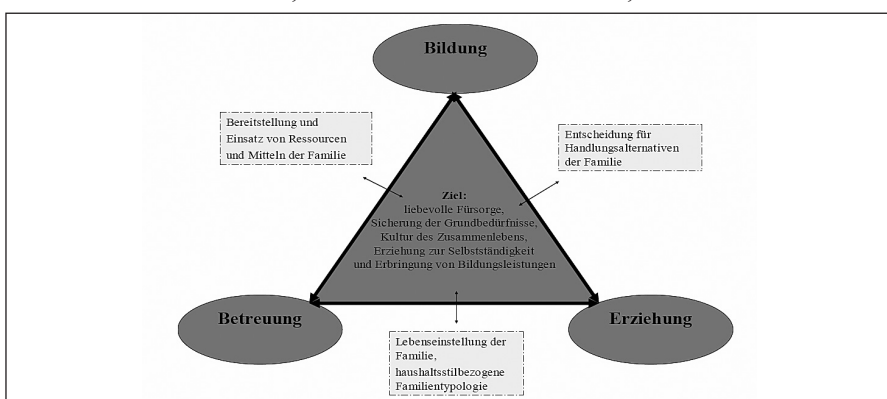 Bildung
Bereitstellung und
Einsatz von Ressourcen
und Mitteln der Familie
Entscheidung für
Handlungsalternativen
der Familie
Ziel:
liebevolle Fürsorge,
Sicherung der Grundbedürfnisse,
Kultur des Zusammenlebens,
Erziehung zur Selbstständigkeit
und Erbringung von Bildungsleistungen
Betreuung
Erziehung
Lebenseinstellung der
Familie,
haushaltsstilbezogene
Familientypologie